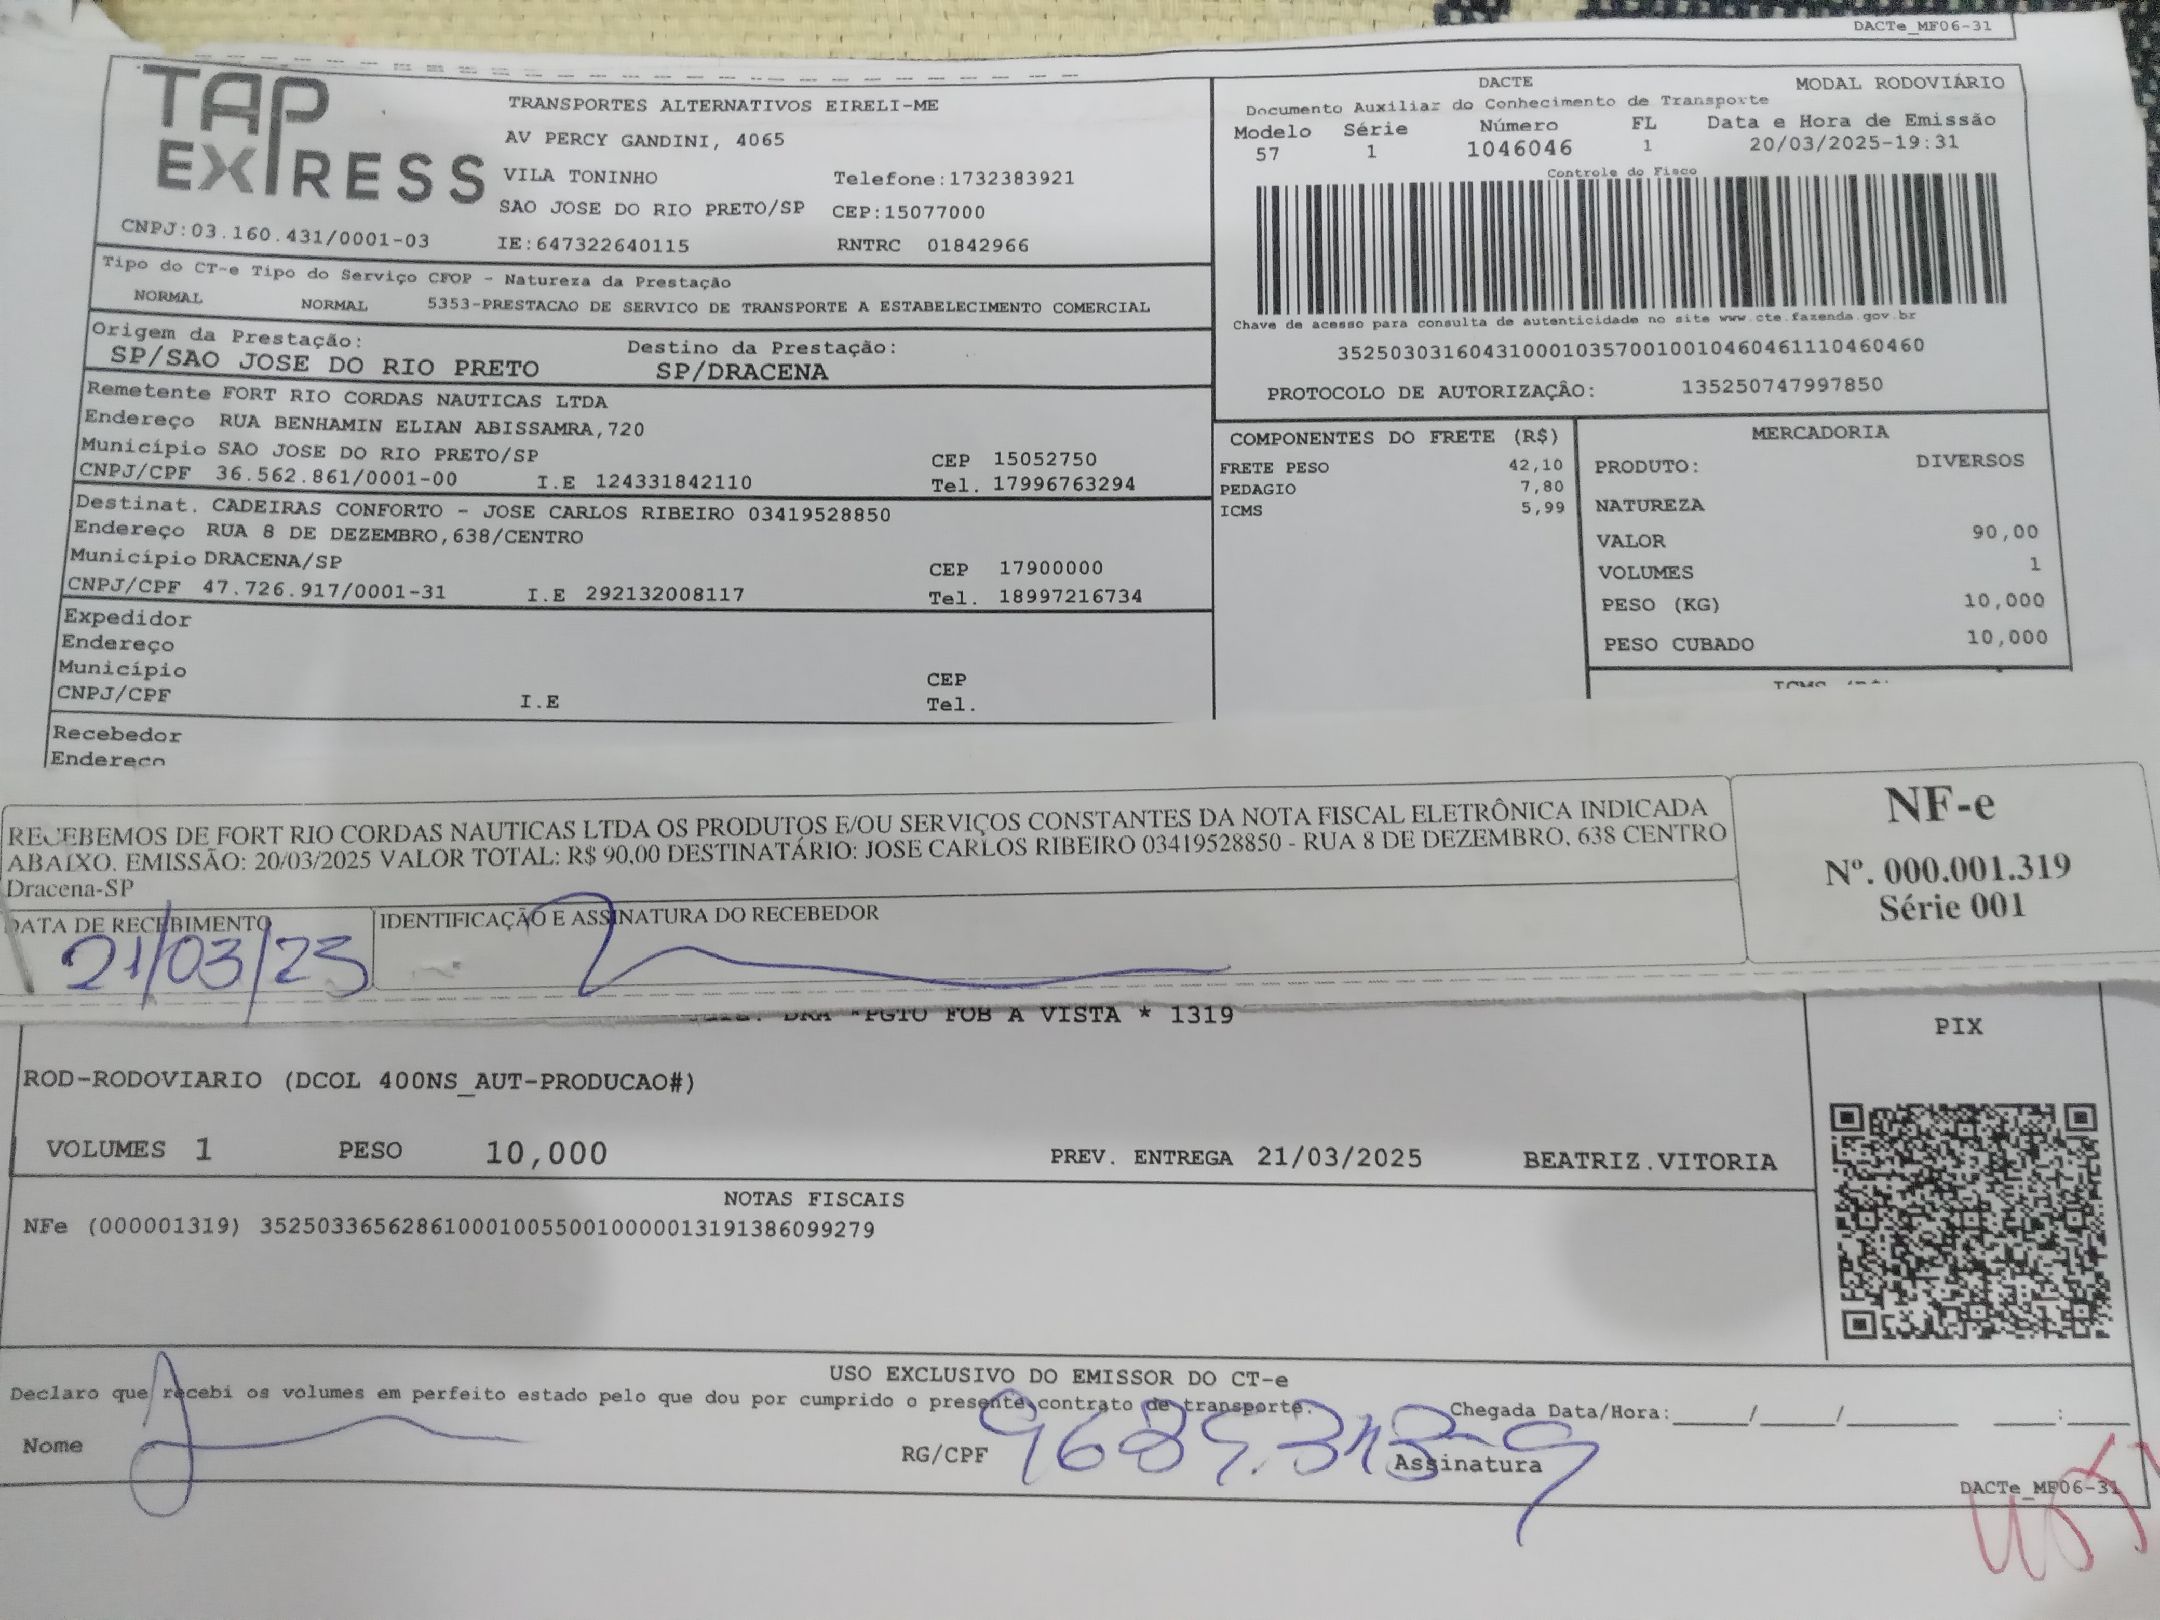 DACTe_MF06-31
TAP EXPRESS
TRANSPORTES ALTERNATIVOS EIRELI-ME
AV PERCY GANDINI, 4065
VILA TONINHO Telefone:1732383921
SAO JOSE DO RIO PRETO/SP CEP:15077000
CNPJ:03.160.431/0001-03 IE:647322640115 RNTRC 01842966
DACTE MODAL RODOVIÁRIO
Documento Auxiliar do Conhecimento de Transporte
Modelo Série Número FL Data e Hora de Emissão
57 1 1046046 1 20/03/2025-19:31
Controle do Fisco
Chave de acesso para consulta de autenticidade no site www.cte.fazenda.gov.br
35250303160431000103570010010460461110460460
PROTOCOLO DE AUTORIZAÇÃO: 135250747997850
Tipo do CT-e Tipo do Serviço CFOP - Natureza da Prestação
NORMAL NORMAL 5353-PRESTACAO DE SERVICO DE TRANSPORTE A ESTABELECIMENTO COMERCIAL
Origem da Prestação: Destino da Prestação:
SP/SAO JOSE DO RIO PRETO SP/DRACENA
Remetente FORT RIO CORDAS NAUTICAS LTDA
Endereço RUA BENHAMIN ELIAN ABISSAMRA,720
Município SAO JOSE DO RIO PRETO/SP CEP 15052750
CNPJ/CPF 36.562.861/0001-00 I.E 124331842110 Tel. 17996763294
Destinat. CADEIRAS CONFORTO - JOSE CARLOS RIBEIRO 03419528850
Endereço RUA 8 DE DEZEMBRO,638/CENTRO
Município DRACENA/SP CEP 17900000
CNPJ/CPF 47.726.917/0001-31 I.E 292132008117 Tel. 18997216734
Expedidor
Endereço
Município CEP
CNPJ/CPF I.E Tel.
Recebedor
Endereço
COMPONENTES DO FRETE (R$)
FRETE PESO 42,10
PEDAGIO 7,80
ICMS 5,99
MERCADORIA
PRODUTO: DIVERSOS
NATUREZA
VALOR 90,00
VOLUMES 1
PESO (KG) 10,000
PESO CUBADO 10,000
RECEBEMOS DE FORT RIO CORDAS NAUTICAS LTDA OS PRODUTOS E/OU SERVIÇOS CONSTANTES DA NOTA FISCAL ELETRÔNICA INDICADA
ABAIXO. EMISSÃO: 20/03/2025 VALOR TOTAL: R$ 90,00 DESTINATÁRIO: JOSE CARLOS RIBEIRO 03419528850 - RUA 8 DE DEZEMBRO, 638 CENTRO
Dracena-SP
NF-e
Nº. 000.001.319
Série 001
DATA DE RECEBIMENTO IDENTIFICAÇÃO E ASSINATURA DO RECEBEDOR
21/03/25
DRA *PGTO FOB A VISTA * 1319
PIX
ROD-RODOVIARIO (DCOL 400NS_AUT-PRODUCAO#)
VOLUMES 1 PESO 10,000 PREV. ENTREGA 21/03/2025 BEATRIZ.VITORIA
NOTAS FISCAIS
NFe (000001319) 35250336562861000100550010000013191386099279
USO EXCLUSIVO DO EMISSOR DO CT-e
Declaro que recebi os volumes em perfeito estado pelo que dou por cumprido o presente contrato de transporte. Chegada Data/Hora:____/____/______ ___:___
Nome RG/CPF Assinatura
DACTe_MF06-31